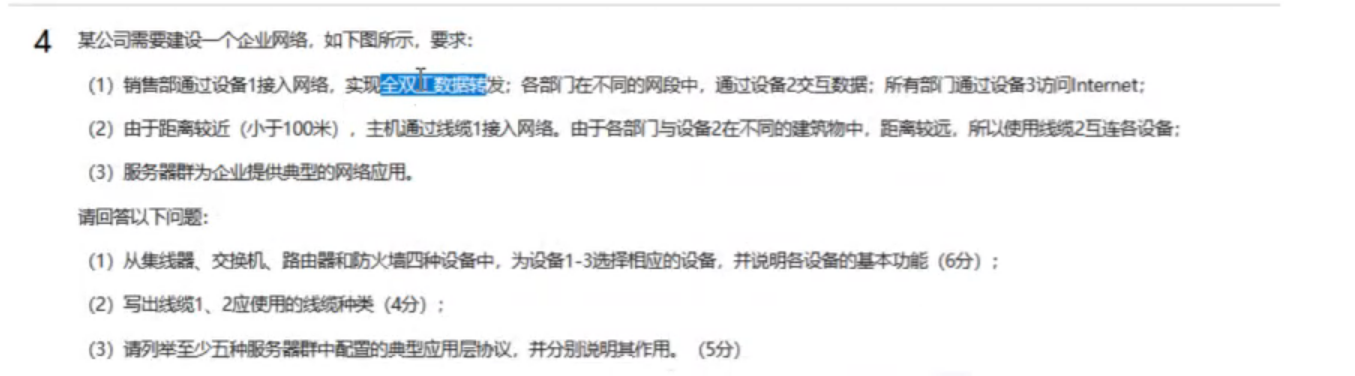 4 某公司需要建设一个企业网络，如下图所示，要求：
（1）销售部通过设备1接入网络，实现全双工数据转发；各部门在不同的网段中，通过设备2交互数据；所有部门通过设备3访问Internet；
（2）由于距离较近（小于100米），主机通过线缆1接入网络。由于各部门与设备2在不同的建筑物中，距离较远，所以使用线缆2互连各设备；
（3）服务器群为企业提供典型的网络应用。
请回答以下问题：
（1）从集线器、交换机、路由器和防火墙四种设备中，为设备1-3选择相应的设备，并说明各设备的基本功能（6分）；
（2）写出线缆1、2应使用的线缆种类（4分）；
（3）请列举至少五种服务器群中配置的典型应用层协议，并分别说明其作用。（5分）